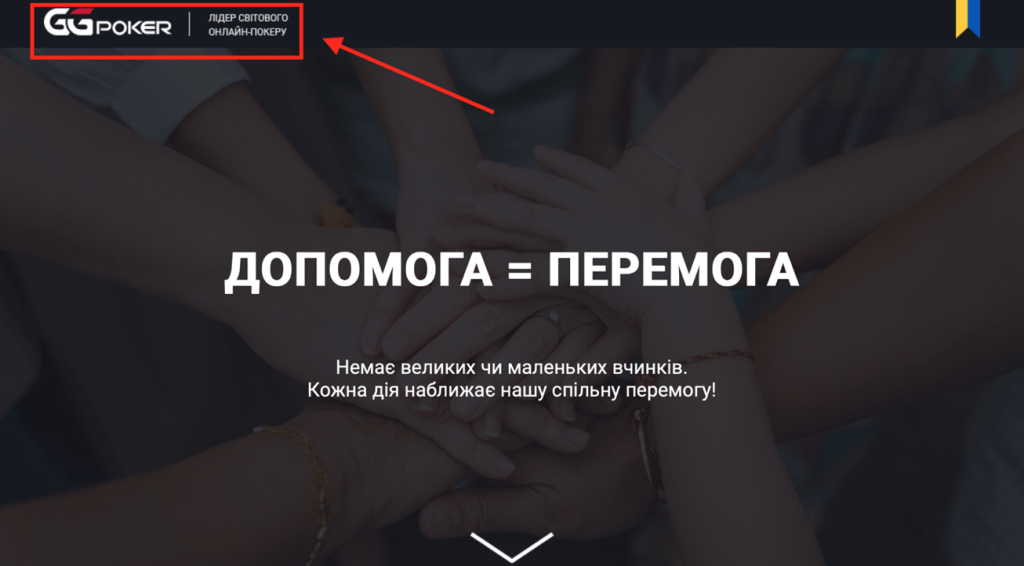 GGPOKER
ЛІДЕР СВІТОВОГО
ОНЛАЙН-ПОКЕРУ
ДОПОМОГА = ПЕРЕМОГА
Немає великих чи маленьких вчинків.
Кожна дія наближає нашу спільну перемогу!